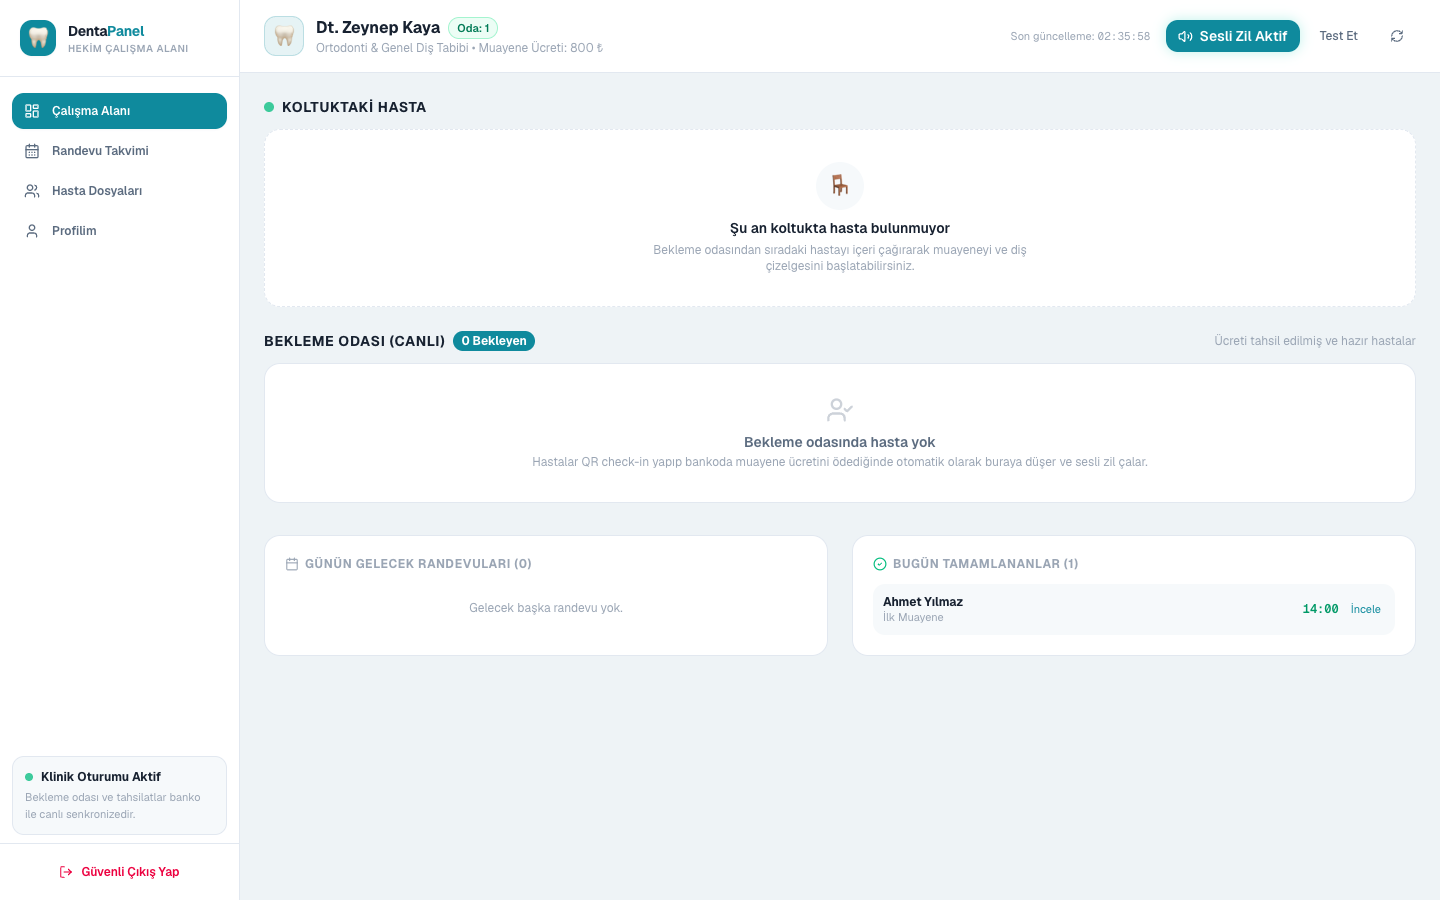 DentaPanel
HEKİM ÇALIŞMA ALANI
Çalışma Alanı
Randevu Takvimi
Hasta Dosyaları
Profilim
Klinik Oturumu Aktif
Bekleme odası ve tahsilatlar banko
ile canlı senkronizedir.
Güvenli Çıkış Yap
Dt. Zeynep Kaya Oda: 1
Ortodonti & Genel Diş Tabibi • Muayene Ücreti: 800 ₺
Son güncelleme: 02:35:58
Sesli Zil Aktif
Test Et
KOLTUKTAKİ HASTA
Şu an koltukta hasta bulunmuyor
Bekleme odasından sıradaki hastayı içeri çağırarak muayeneyi ve diş
çizelgesini başlatabilirsiniz.
BEKLEME ODASI (CANLI) 0 Bekleyen
Ücreti tahsil edilmiş ve hazır hastalar
Bekleme odasında hasta yok
Hastalar QR check-in yapıp bankoda muayene ücretini ödediğinde otomatik olarak buraya düşer ve sesli zil çalar.
GÜNÜN GELECEK RANDEVULARI (0)
Gelecek başka randevu yok.
BUGÜN TAMAMLANANLAR (1)
Ahmet Yılmaz
İlk Muayene
14:00 İncele